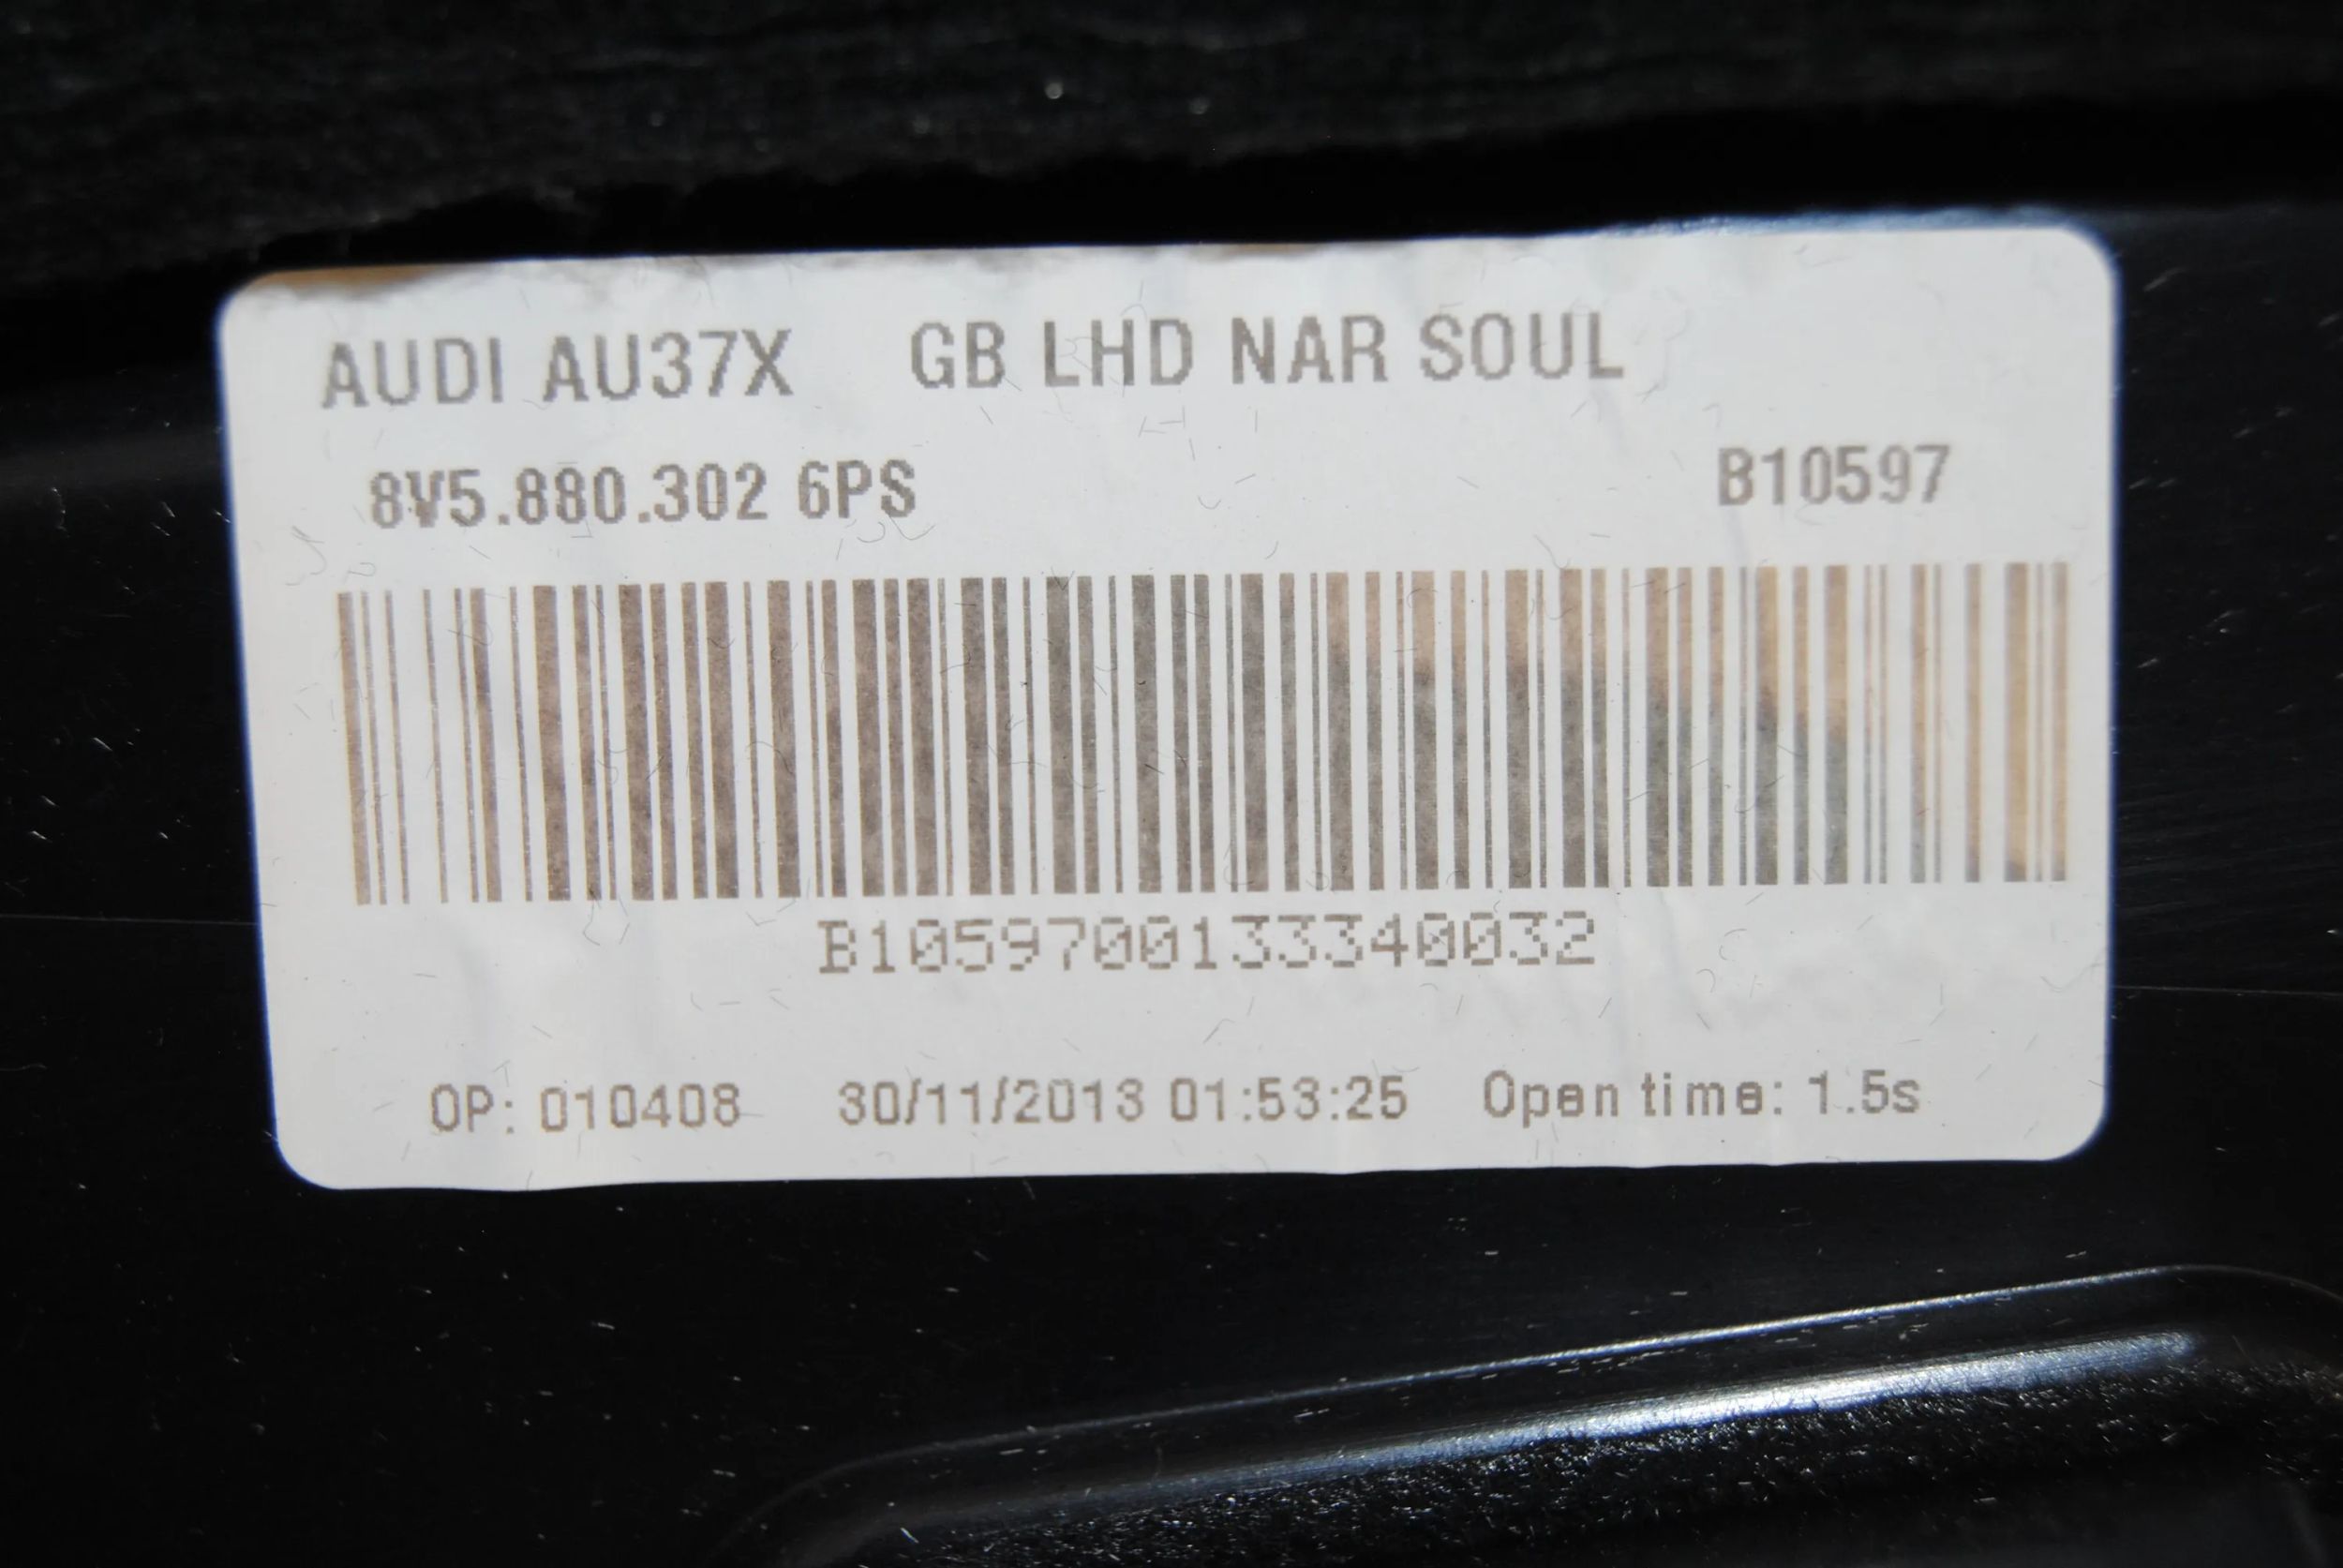 AUDI AU37X GB LHD NAR SOUL
8V5.880.302 6PS B10597
B1059700133340032
OP: 010408 30/11/2013 01:53:25 Open time: 1.5s